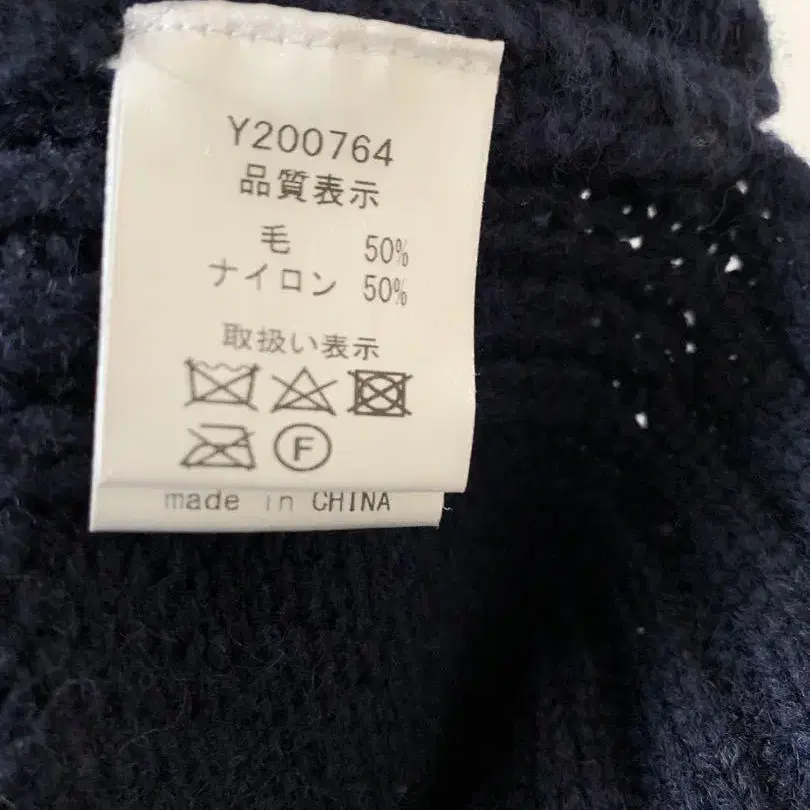 Y200764
品質表示
毛 50%
ナイロン 50%
取扱い表示
F
made in CHINA